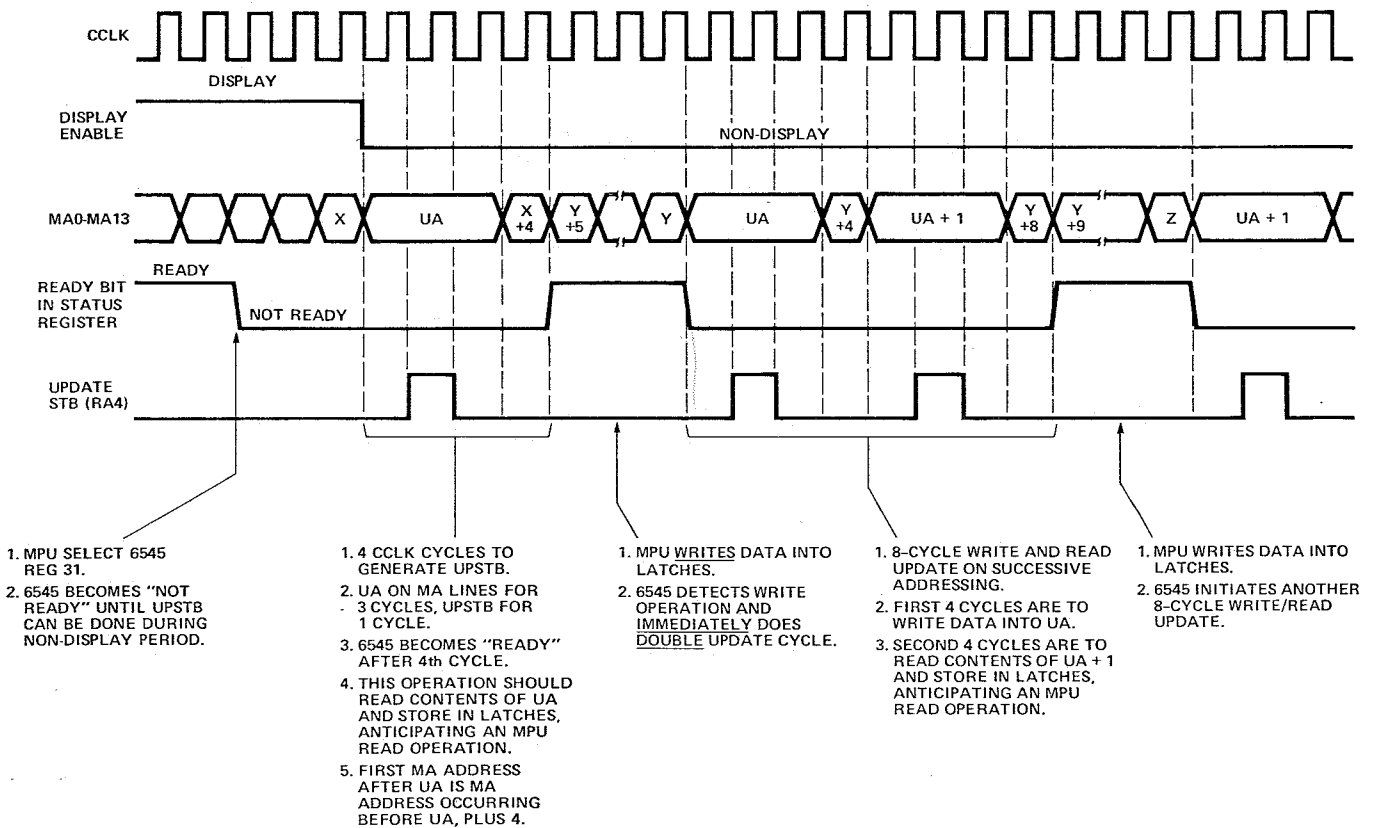 CCLK
DISPLAY
DISPLAY
ENABLE
NON-DISPLAY
MA0-MA13
X
UA
X
+4
Y
+5
Y
UA
Y
+4
UA + 1
Y
+8
Y
+9
Z
UA + 1
READY
READY BIT
IN STATUS
REGISTER
NOT READY
UPDATE
STB (RA4)
1. MPU SELECT 6545
REG 31.
2. 6545 BECOMES "NOT
READY" UNTIL UPSTB
CAN BE DONE DURING
NON-DISPLAY PERIOD.
1. 4 CCLK CYCLES TO
GENERATE UPSTB.
2. UA ON MA LINES FOR
3 CYCLES, UPSTB FOR
1 CYCLE.
3. 6545 BECOMES "READY"
AFTER 4th CYCLE.
4. THIS OPERATION SHOULD
READ CONTENTS OF UA
AND STORE IN LATCHES,
ANTICIPATING AN MPU
READ OPERATION.
5. FIRST MA ADDRESS
AFTER UA IS MA
ADDRESS OCCURRING
BEFORE UA, PLUS 4.
1. MPU WRITES DATA INTO
LATCHES.
2. 6545 DETECTS WRITE
OPERATION AND
IMMEDIATELY DOES
DOUBLE UPDATE CYCLE.
1. 8-CYCLE WRITE AND READ
UPDATE ON SUCCESSIVE
ADDRESSING.
2. FIRST 4 CYCLES ARE TO
WRITE DATA INTO UA.
3. SECOND 4 CYCLES ARE TO
READ CONTENTS OF UA + 1
AND STORE IN LATCHES,
ANTICIPATING AN MPU
READ OPERATION.
1. MPU WRITES DATA INTO
LATCHES.
2. 6545 INITIATES ANOTHER
8-CYCLE WRITE/READ
UPDATE.